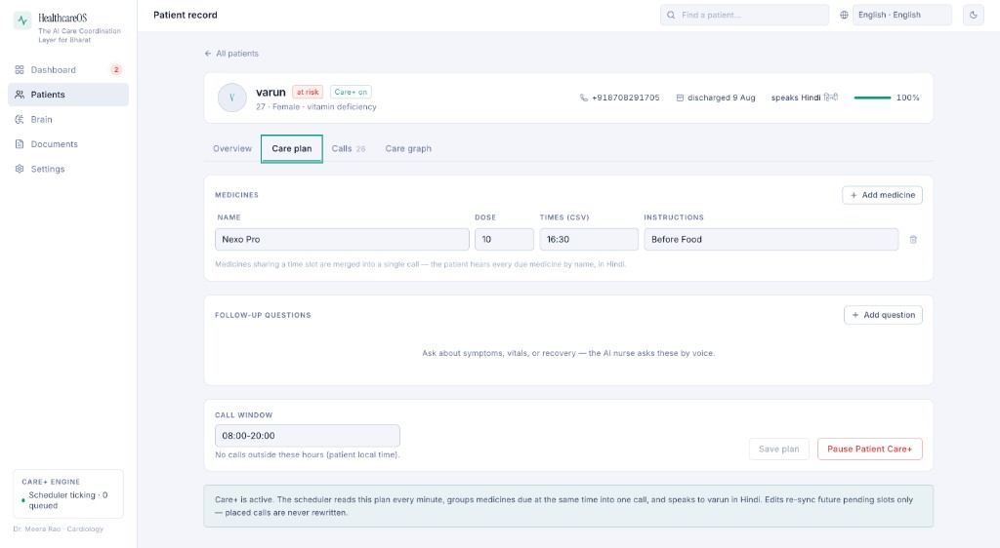 HealthcareOS
The AI Care Coordination
Layer for Bharat
Dashboard 2
Patients
Brain
Documents
Settings
CARE+ ENGINE
Scheduler ticking · 0
queued
Dr. Meera Rao · Cardiology
Patient record
Find a patient...
English · English
← All patients
V
varun at risk Care+ on
27 · Female · vitamin deficiency
+918708291705 discharged 9 Aug speaks Hindi हिन्दी 100%
Overview Care plan Calls 26 Care graph
MEDICINES
+ Add medicine
NAME DOSE TIMES (CSV) INSTRUCTIONS
Nexo Pro 10 16:30 Before Food
Medicines sharing a time slot are merged into a single call — the patient hears every due medicine by name, in Hindi.
FOLLOW-UP QUESTIONS
+ Add question
Ask about symptoms, vitals, or recovery — the AI nurse asks these by voice.
CALL WINDOW
08:00-20:00
No calls outside these hours (patient local time).
Save plan Pause Patient Care+
Care+ is active. The scheduler reads this plan every minute, groups medicines due at the same time into one call, and speaks to varun in Hindi. Edits re-sync future pending slots only
— placed calls are never rewritten.